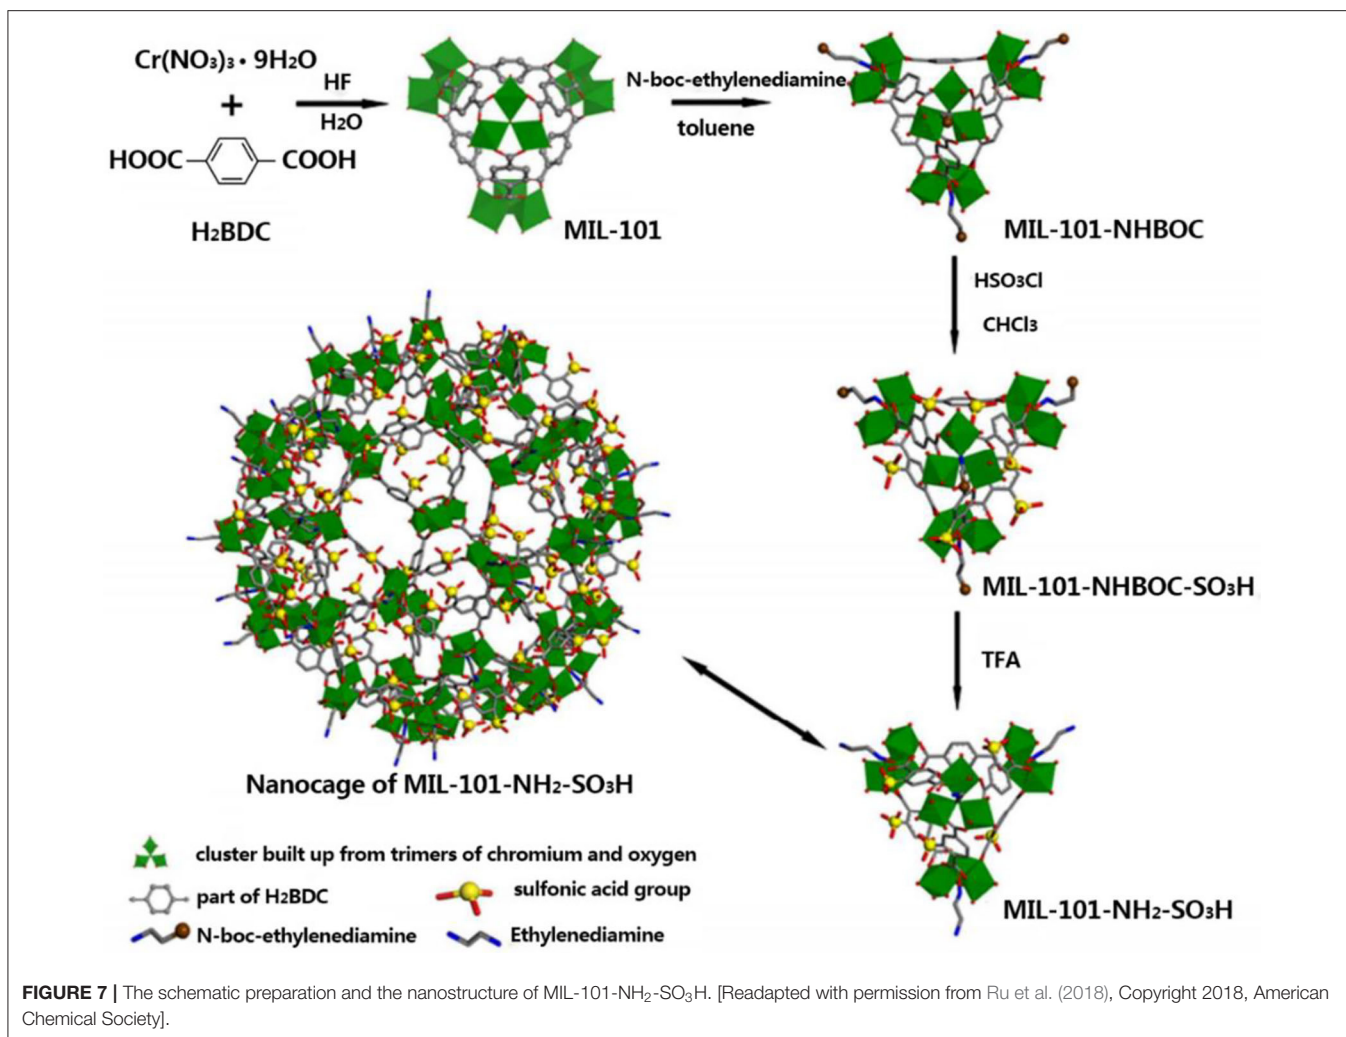 Cr(NO₃)₃ • 9H₂O
+
HOOC
COOH
H₂BDC
HF
H₂O
MIL-101
N-boc-ethylenediamine
toluene
MIL-101-NHBOC
HSO₃Cl
CHCl₃
MIL-101-NHBOC-SO₃H
TFA
MIL-101-NH₂-SO₃H
Nanocage of MIL-101-NH₂-SO₃H
cluster built up from trimers of chromium and oxygen
part of H₂BDC
sulfonic acid group
N-boc-ethylenediamine
Ethylenediamine
FIGURE 7 | The schematic preparation and the nanostructure of MIL-101-NH₂-SO₃H. [Readapted with permission from Ru et al. (2018), Copyright 2018, American
Chemical Society].